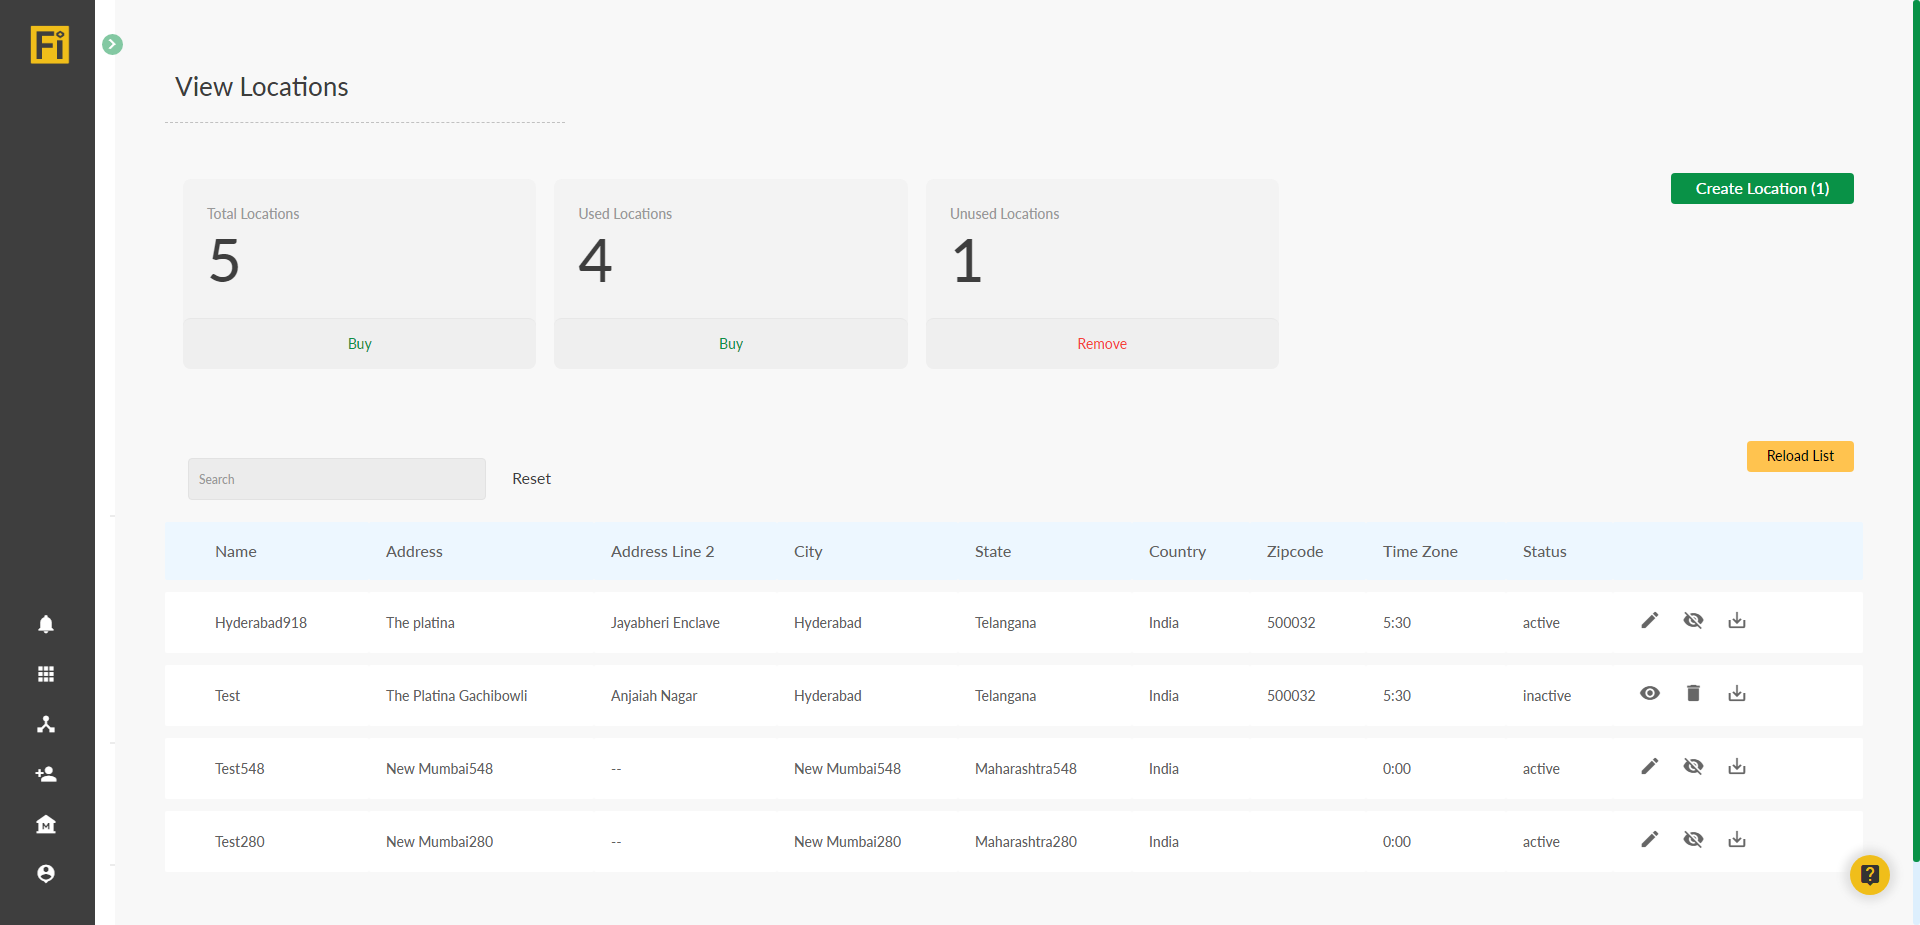 Fi
View Locations
Total Locations
5
Buy
Used Locations
4
Buy
Unused Locations
1
Remove
Create Location (1)
Search
Reset
Reload List
Name Address Address Line 2 City State Country Zipcode Time Zone Status
Hyderabad918 The platina Jayabheri Enclave Hyderabad Telangana India 500032 5:30 active
Test The Platina Gachibowli Anjaiah Nagar Hyderabad Telangana India 500032 5:30 inactive
Test548 New Mumbai548 -- New Mumbai548 Maharashtra548 India 0:00 active
Test280 New Mumbai280 -- New Mumbai280 Maharashtra280 India 0:00 active
M
?